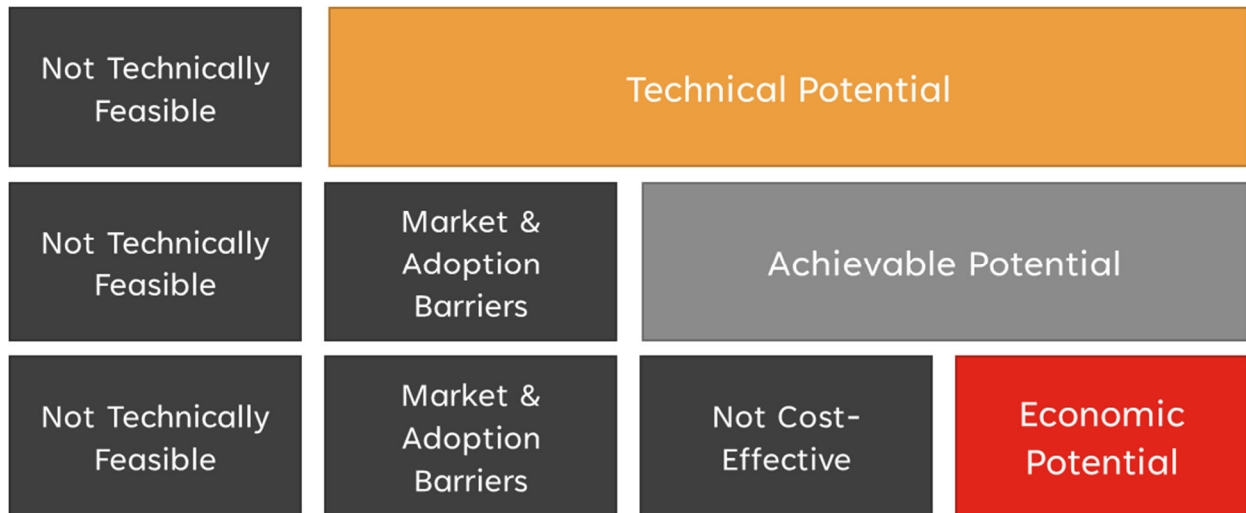 Not Technically
Feasible
Technical Potential
Not Technically
Feasible
Market &
Adoption
Barriers
Achievable Potential
Not Technically
Feasible
Market &
Adoption
Barriers
Not Cost-
Effective
Economic
Potential